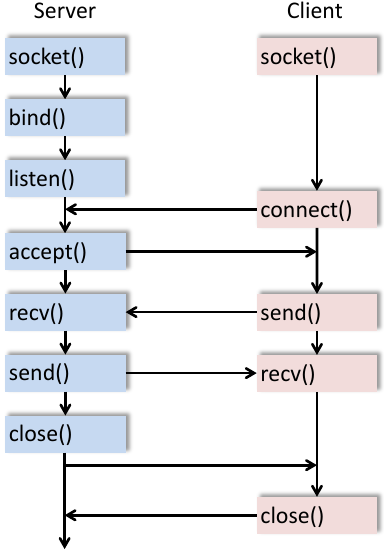 Server
Client
socket()
socket()
bind()
listen()
connect()
accept()
recv()
send()
send()
recv()
close()
close()